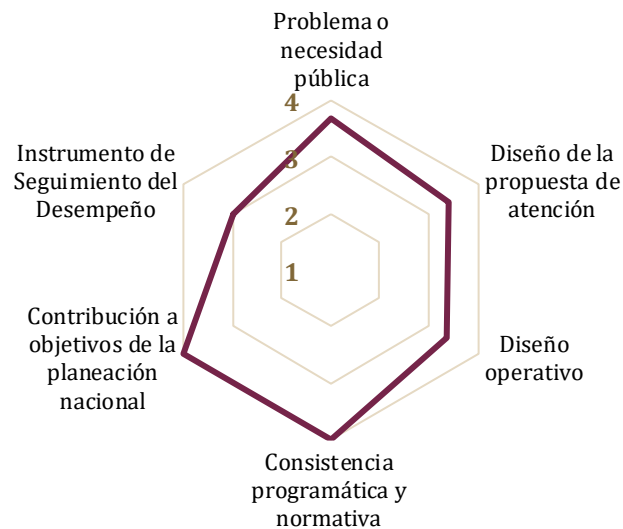 Problema o
necesidad
pública
4
3
2
1
Instrumento de
Seguimiento del
Desempeño
Diseño de la
propuesta de
atención
Contribución a
objetivos de la
planeación
nacional
Diseño
operativo
Consistencia
programática y
normativa